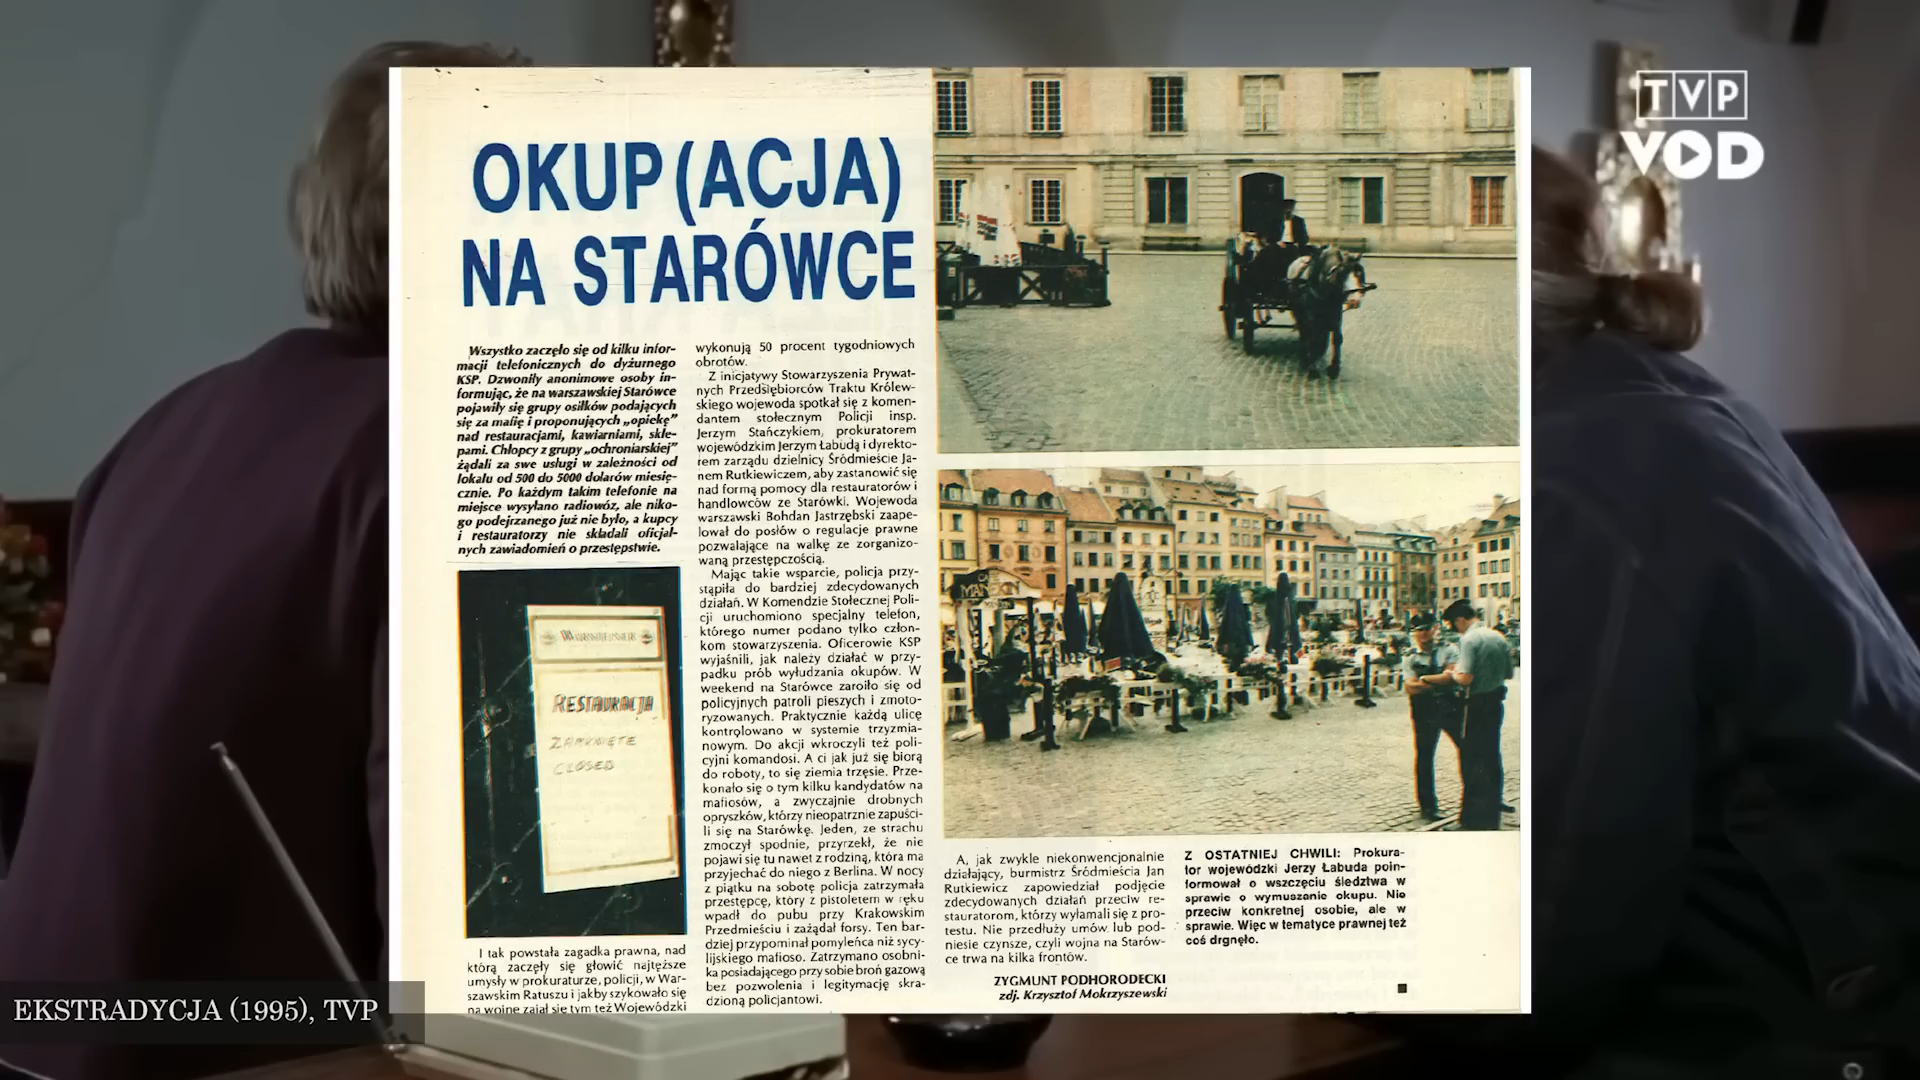 TVP
VOD
OKUP (ACJA)
NA STARÓWCE
Wszystko zaczęło się od kilku infor-
macji telefonicznych do dyżurnego
KSP. Dzwoniły anonimowe osoby in-
formując, że na warszawskiej Starówce
pojawiły się grupy osiłków podających
się za mafię i proponujących „opiekę”
nad restauracjami, kawiarniami, skle-
pami. Chłopcy z grupy „ochroniarskiej”
żądali za swe usługi w zależności od
lokalu od 500 do 5000 dolarów miesię-
cznie. Po każdym takim telefonie na
miejsce wysyłano radiowóz, ale niko-
go podejrzanego już nie było, a kupcy
i restauratorzy nie składali oficjal-
nych zawiadomień o przestępstwie.
WARSTEINER
RESTAURACJA
ZAMKNIĘTE
CLOSED
I tak powstała zagadka prawna, nad
którą zaczęły się głowić najtęższe
umysły w prokuraturze, policji, w War-
szawskim Ratuszu i jakby szykowało się
na wojnę zajął się tym też Wojewódzki
wykonują 50 procent tygodniowych
obrotów.
Z inicjatywy Stowarzyszenia Prywat-
nych Przedsiębiorców Traktu Królew-
skiego wojewoda spotkał się z komen-
dantem stołecznym Policji insp.
Jerzym Stańczykiem, prokuratorem
wojewódzkim Jerzym Łabudą i dyrekto-
rem zarządu dzielnicy Śródmieście Ja-
nem Rutkiewiczem, aby zastanowić się
nad formą pomocy dla restauratorów i
handlowców ze Starówki. Wojewoda
warszawski Bohdan Jastrzębski zaape-
lował do posłów o regulacje prawne
pozwalające na walkę ze zorganizo-
waną przestępczością.
Mając takie wsparcie, policja przy-
stąpiła do bardziej zdecydowanych
działań. W Komendzie Stołecznej Poli-
cji uruchomiono specjalny telefon,
którego numer podano tylko człon-
kom stowarzyszenia. Oficerowie KSP
wyjaśnili, jak należy działać w przy-
padku prób wyłudzania okupów. W
weekend na Starówce zaroiło się od
policyjnych patroli pieszych i zmoto-
ryzowanych. Praktycznie każdą ulicę
kontrolowano w systemie trzyzmia-
nowym. Do akcji wkroczyli też poli-
cyjni komandosi. A ci jak już się biorą
do roboty, to się ziemia trzęsie. Prze-
konało się o tym kilku kandydatów na
mafiosów, a zwyczajnie drobnych
opryszków, którzy nieopatrznie zapuści-
li się na Starówkę. Jeden, ze strachu
zmoczył spodnie, przyrzekł, że nie
pojawi się tu nawet z rodziną, która ma
przyjechać do niego z Berlina. W nocy
z piątku na sobotę policja zatrzymała
przestępcę, który z pistoletem w ręku
wpadł do pubu przy Krakowskim
Przedmieściu i zażądał forsy. Ten bar-
dziej przypominał pomyleńca niż sycy-
lijskiego mafioso. Zatrzymano osobni-
ka posiadającego przy sobie broń gazową
bez pozwolenia i legitymację skra-
dzioną policjantowi.
A, jak zwykle niekonwencjonalnie
działający, burmistrz Śródmieścia Jan
Rutkiewicz zapowiedział podjęcie
zdecydowanych działań przeciw re-
stauratorom, którzy wyłamali się z pro-
testu. Nie przedłuży umów lub pod-
niesie czynsze, czyli wojna na Starów-
ce trwa na kilka frontów.
ZYGMUNT PODHORODECKI
zdj. Krzysztof Mokrzyszewski
Z OSTATNIEJ CHWILI: Prokura-
tor wojewódzki Jerzy Łabuda poin-
formował o wszczęciu śledztwa w
sprawie o wymuszanie okupu. Nie
przeciw konkretnej osobie, ale w
sprawie. Więc w tematyce prawnej też
coś drgnęło.
EKSTRADYCJA (1995), TVP